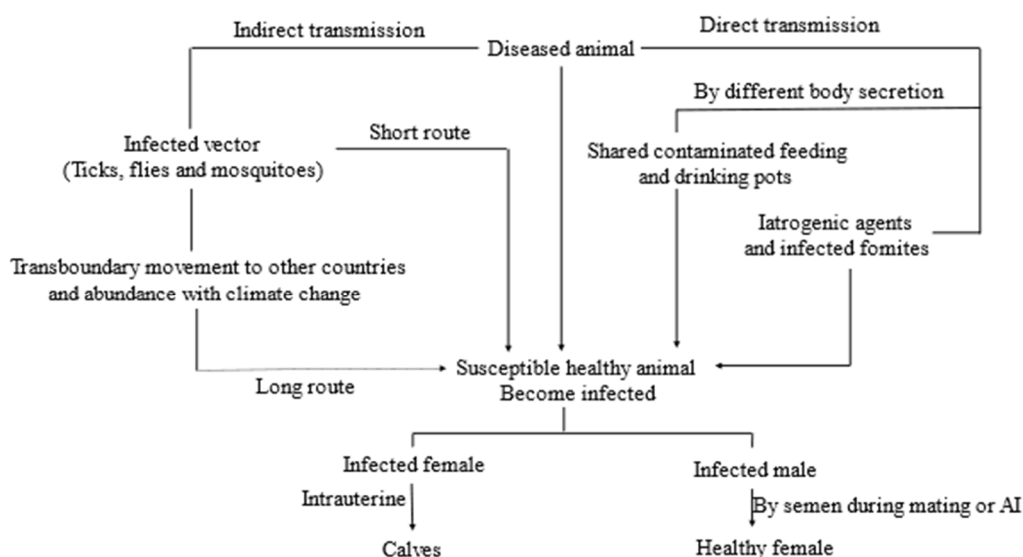 Indirect transmission
Diseased animal
Direct transmission
By different body secretion
Infected vector
(Ticks, flies and mosquitoes)
Short route
Shared contaminated feeding
and drinking pots
Iatrogenic agents
and infected fomites
Transboundary movement to other countries
and abundance with climate change
Long route
Susceptible healthy animal
Become infected
Infected female
Infected male
Intrauterine
By semen during mating or AI
Calves
Healthy female